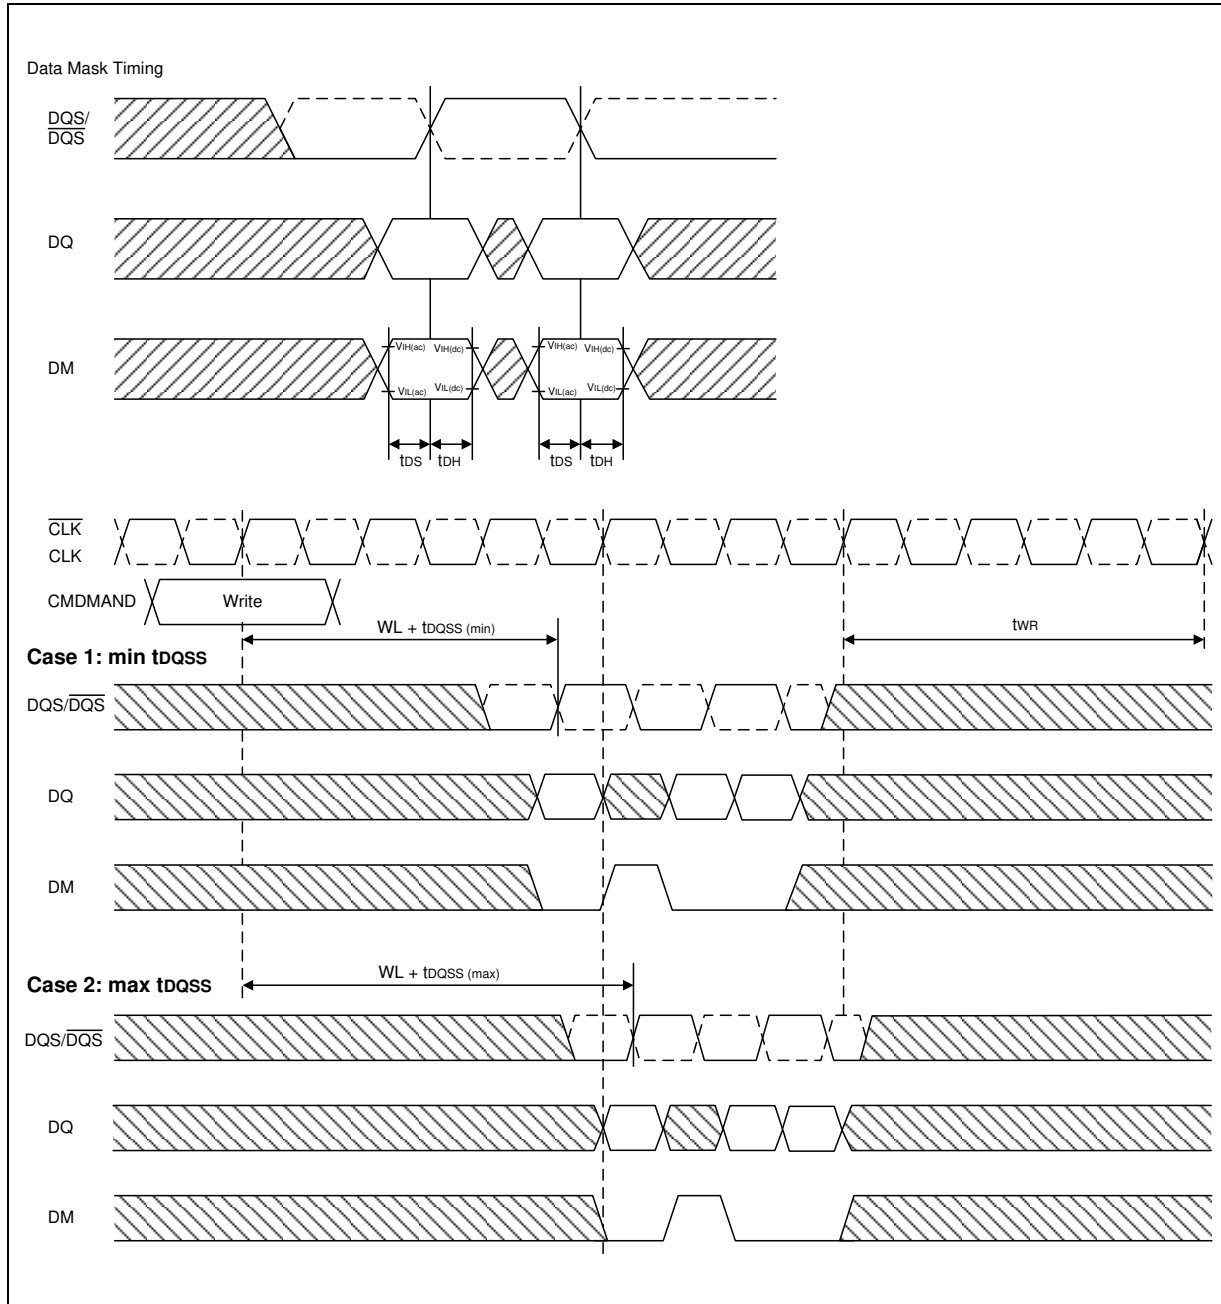 Data Mask Timing
DQS/
DQS
DQ
DM
VIH(ac) VIH(dc) VIH(ac) VIH(dc)
VIL(ac) VIL(dc) VIL(ac) VIL(dc)
tDS tDH tDS tDH
CLK
CLK
CMDMAND Write
WL + tDQSS (min) tWR
Case 1: min tDQSS
DQS/DQS
DQ
DM
Case 2: max tDQSS WL + tDQSS (max)
DQS/DQS
DQ
DM